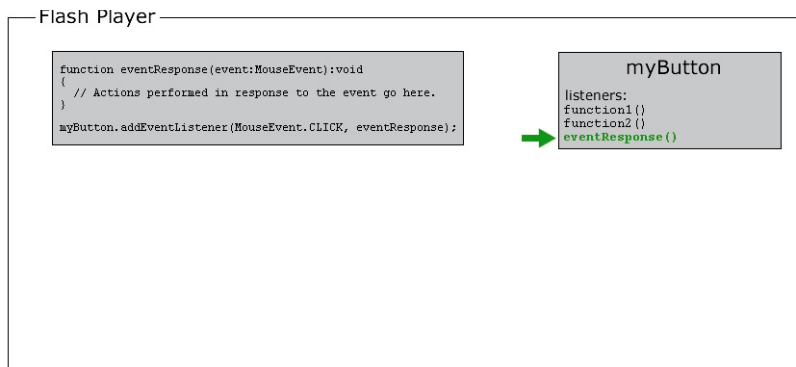 Flash Player
function eventResponse(event:MouseEvent):void
{
// Actions performed in response to the event go here.
}
myButton.addEventListener(MouseEvent.CLICK, eventResponse);
myButton
listeners:
function1()
function2()
eventResponse()